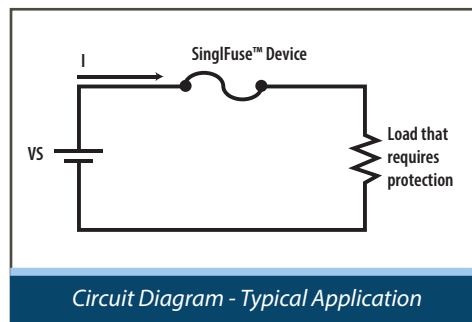 SinglFuse™ Device
I
VS
Load that
requires
protection
Circuit Diagram - Typical Application